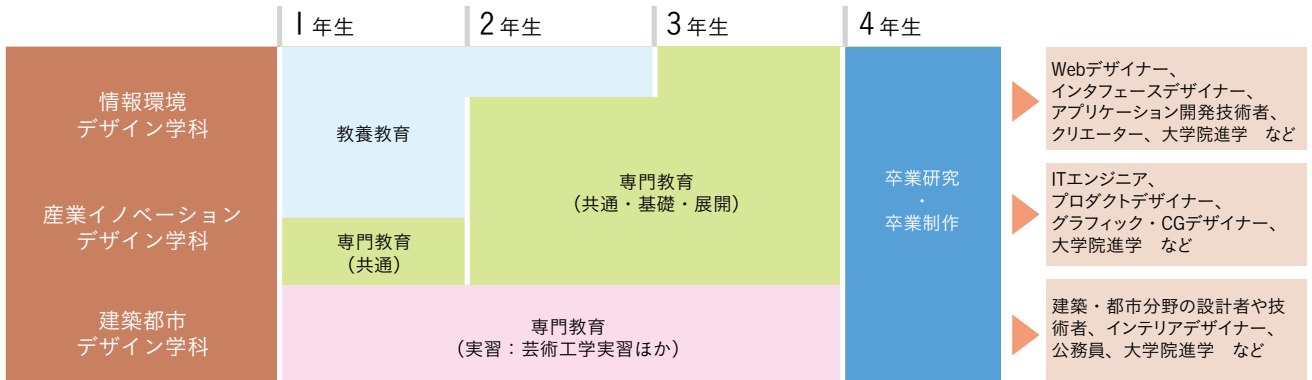 1年生
2年生
3年生
4年生
情報環境
デザイン学科
産業イノベーション
デザイン学科
建築都市
デザイン学科
教養教育
専門教育
（共通）
専門教育
（共通・基礎・展開）
専門教育
（実習：芸術工学実習ほか）
卒業研究
・
卒業制作
Webデザイナー、
インタフェースデザイナー、
アプリケーション開発技術者、
クリエーター、大学院進学　など
ITエンジニア、
プロダクトデザイナー、
グラフィック・CGデザイナー、
大学院進学　など
建築・都市分野の設計者や技
術者、インテリアデザイナー、
公務員、大学院進学　など